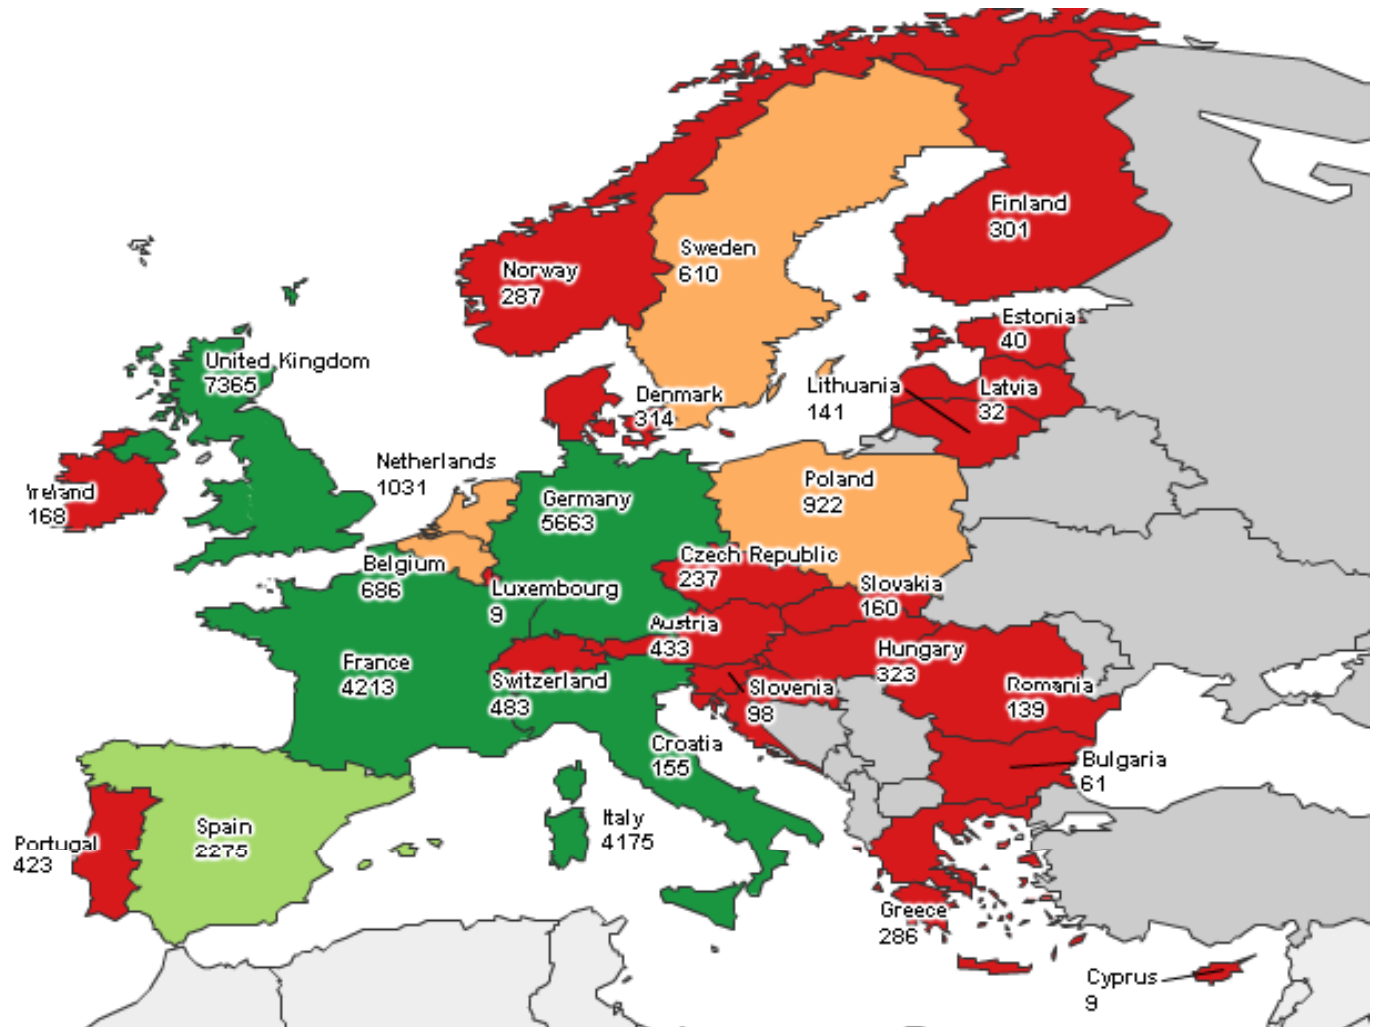 Finland
301
Sweden
610
Norway
287
Estonia
40
United Kingdom
7365
Lithuania
141
Latvia
32
Denmark
314
Netherlands
1031
Poland
922
Ireland
168
Germany
5663
Czech Republic
237
Belgium
686
Slovakia
160
Luxembourg
9
Austria
433
Hungary
323
France
4213
Switzerland
483
Slovenia
98
Romania
139
Croatia
155
Bulgaria
61
Italy
4175
Spain
2275
Portugal
423
Greece
286
Cyprus
9